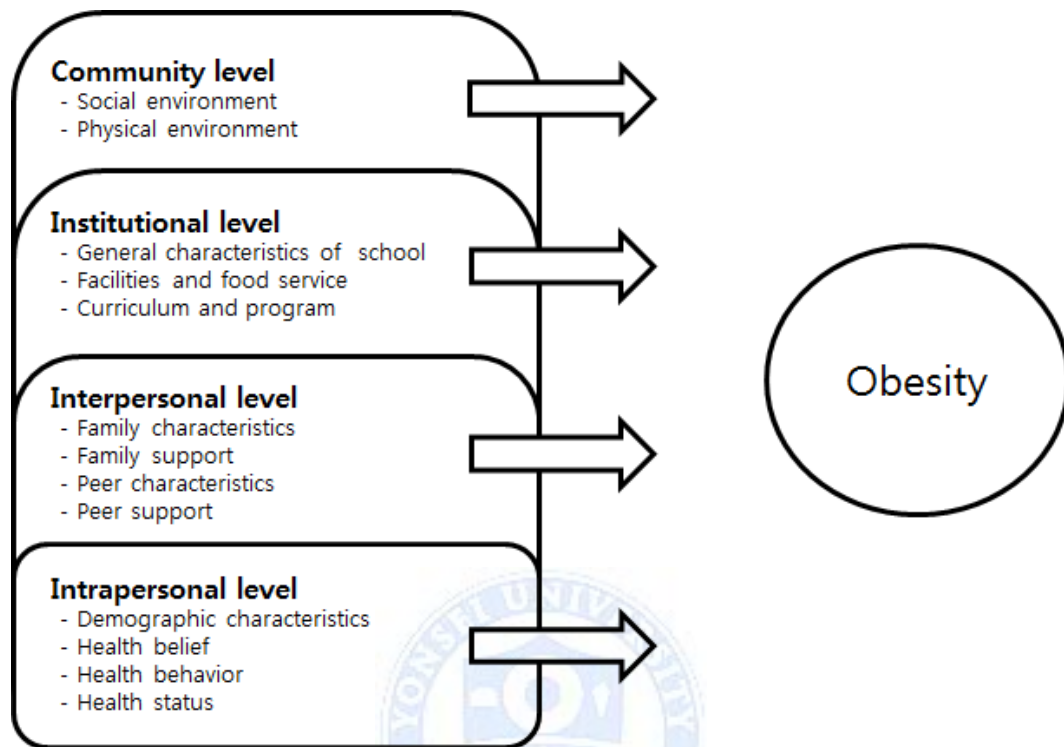 Community level
- Social environment
- Physical environment
Institutional level
- General characteristics of school
- Facilities and food service
- Curriculum and program
Interpersonal level
- Family characteristics
- Family support
- Peer characteristics
- Peer support
Intrapersonal level
- Demographic characteristics
- Health belief
- Health behavior
- Health status
Obesity
YONSEI UNIVERSITY